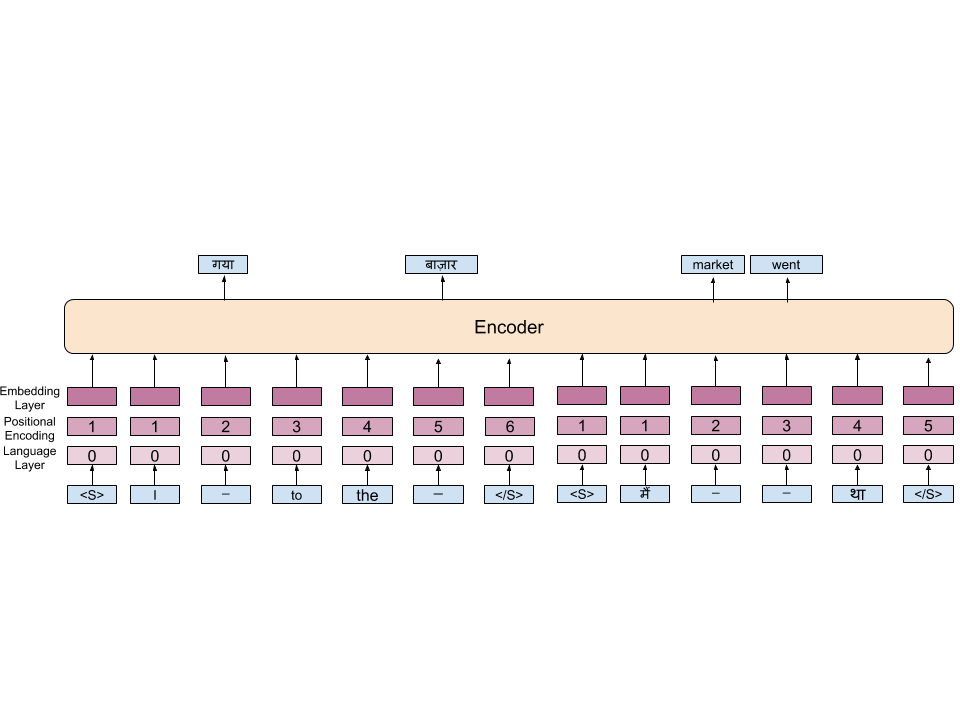 गया बाज़ार market went
Encoder
Embedding
Layer
Positional
Encoding
1 1 2 3 4 5 6 1 1 2 3 4 5
Language
Layer
0 0 0 0 0 0 0 0 0 0 0 0 0
<S> I – to the – </S> <S> मैं – – था </S>